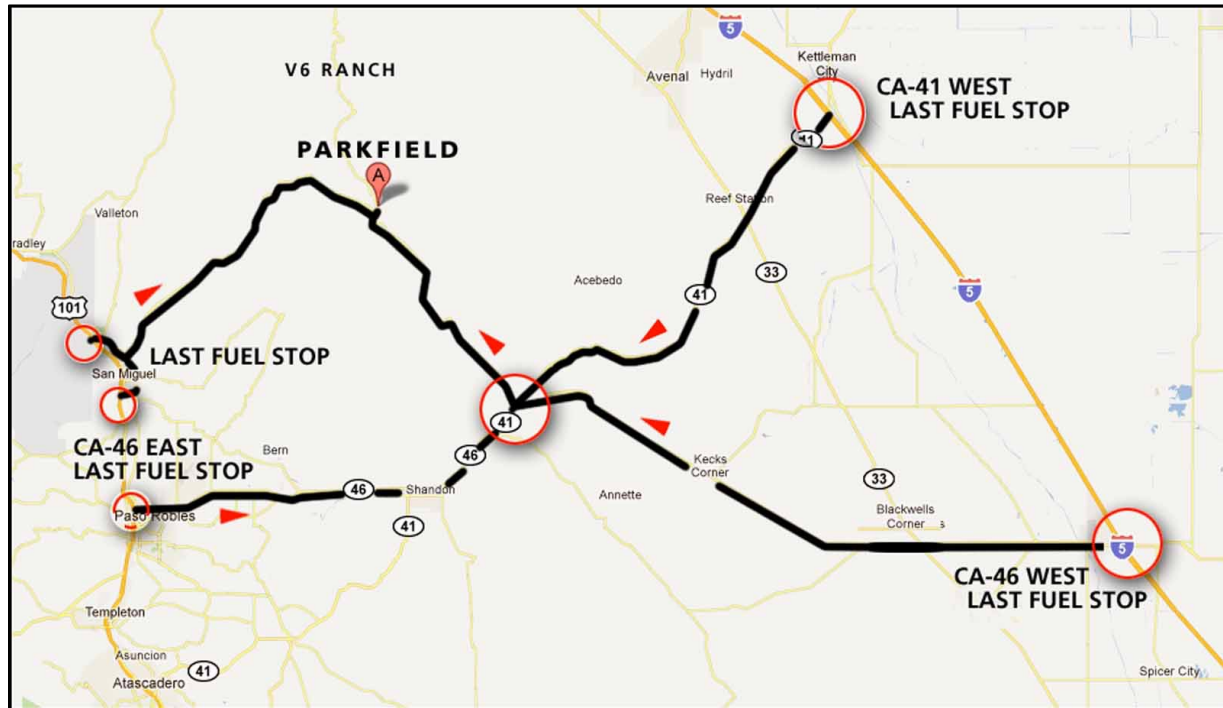 5
Kettleman
City
V6 RANCH
Avenal
Hydril
CA-41 WEST
LAST FUEL STOP
41
PARKFIELD
A
Reef Station
Valleton
radley
33
Acebedo
5
41
101
LAST FUEL STOP
San Miguel
41
CA-46 EAST
LAST FUEL STOP
Bern
46
Kecks
Corner
46
Shandon
33
Annette
Paso Robles
41
Blackwells
Corner
s
5
CA-46 WEST
LAST FUEL STOP
Templeton
Asuncion
41
Atascadero
Spicer City